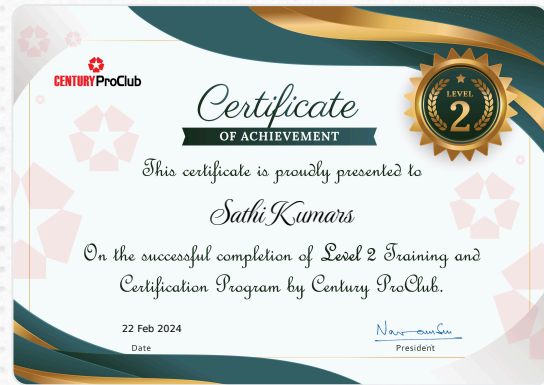 CENTURY ProClub
Certificate
OF ACHIEVEMENT
LEVEL
2
This certificate is proudly presented to
Sathi Kumars
On the successful completion of Level 2 Training and
Certification Program by Century ProClub.
22 Feb 2024
Date
President